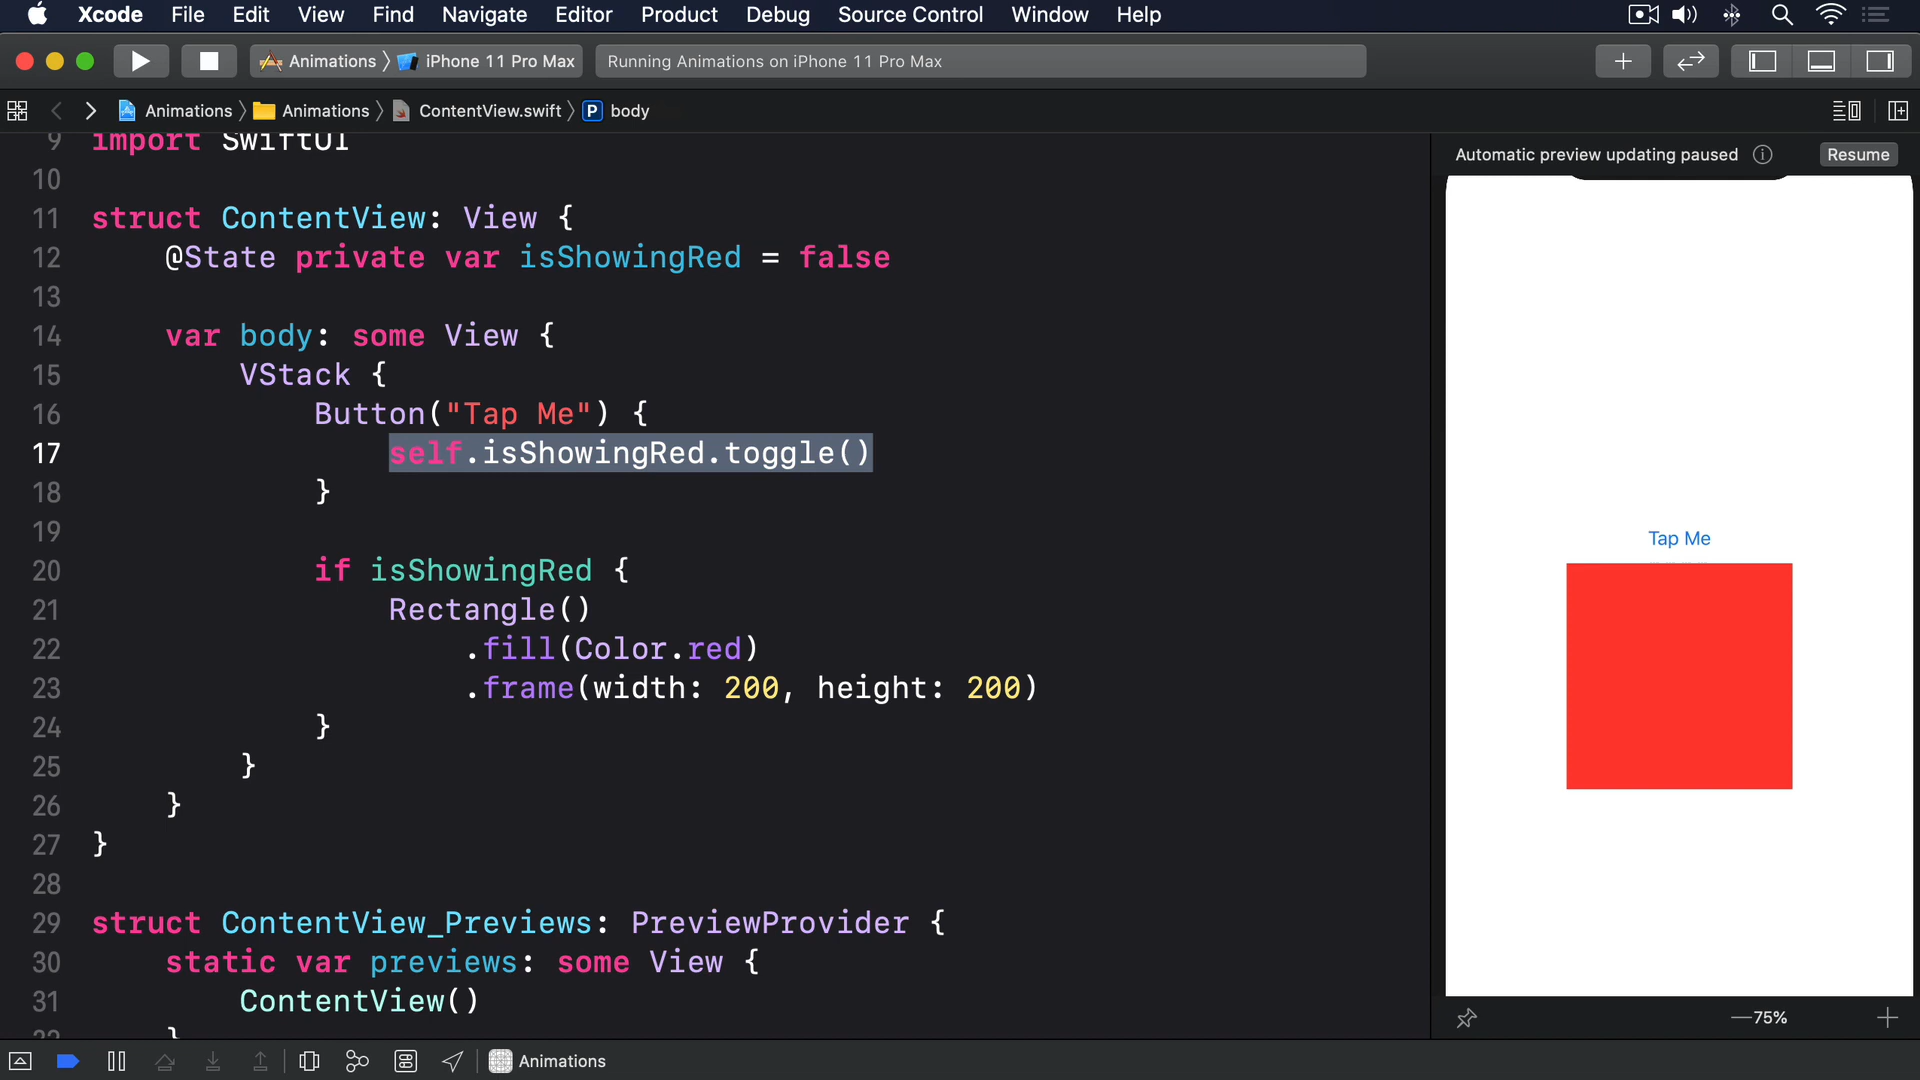 Xcode File Edit View Find Navigate Editor Product Debug Source Control Window Help
Animations iPhone 11 Pro Max Running Animations on iPhone 11 Pro Max
Animations Animations ContentView.swift P body
9 import SwiftUI
10
11 struct ContentView: View {
12 @State private var isShowingRed = false
13
14 var body: some View {
15 VStack {
16 Button("Tap Me") {
17 self.isShowingRed.toggle()
18 }
19
20 if isShowingRed {
21 Rectangle()
22 .fill(Color.red)
23 .frame(width: 200, height: 200)
24 }
25 }
26 }
27 }
28
29 struct ContentView_Previews: PreviewProvider {
30 static var previews: some View {
31 ContentView()
32 }
Automatic preview updating paused Resume
Tap Me
75%
Animations